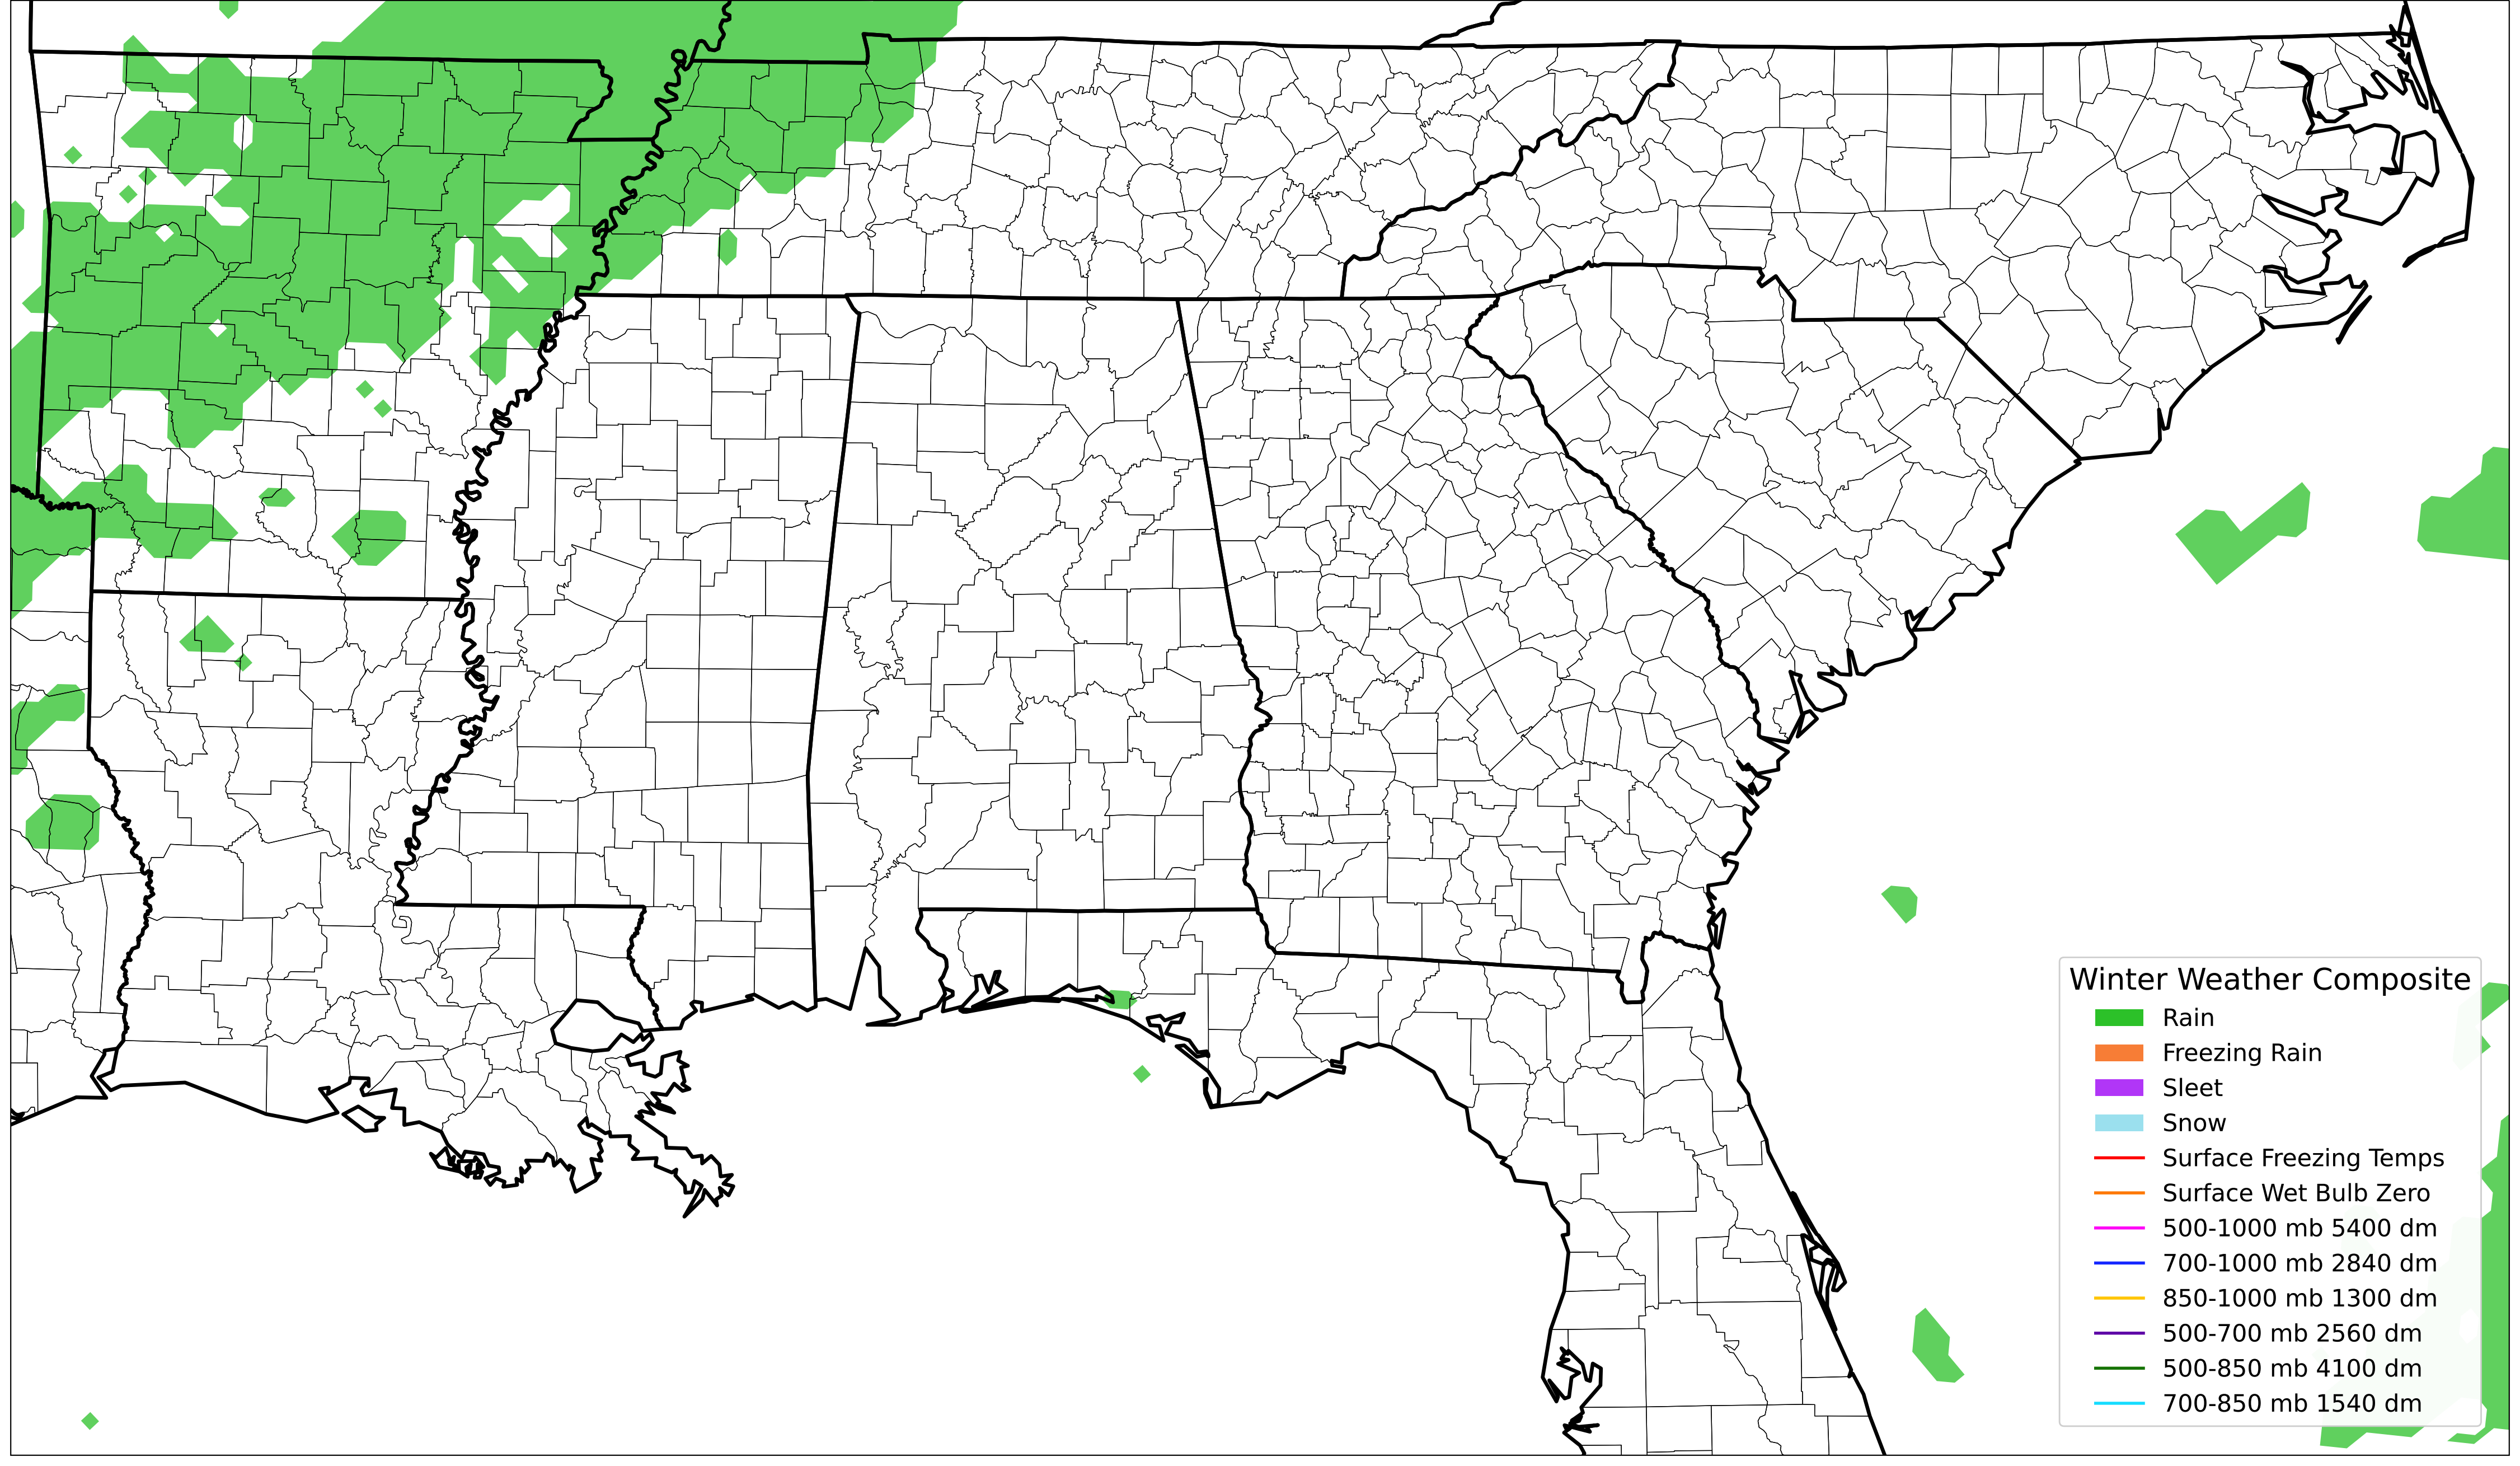 Winter Weather Composite
Rain
Freezing Rain
Sleet
Snow
Surface Freezing Temps
Surface Wet Bulb Zero
500-1000 mb 5400 dm
700-1000 mb 2840 dm
850-1000 mb 1300 dm
500-700 mb 2560 dm
500-850 mb 4100 dm
700-850 mb 1540 dm